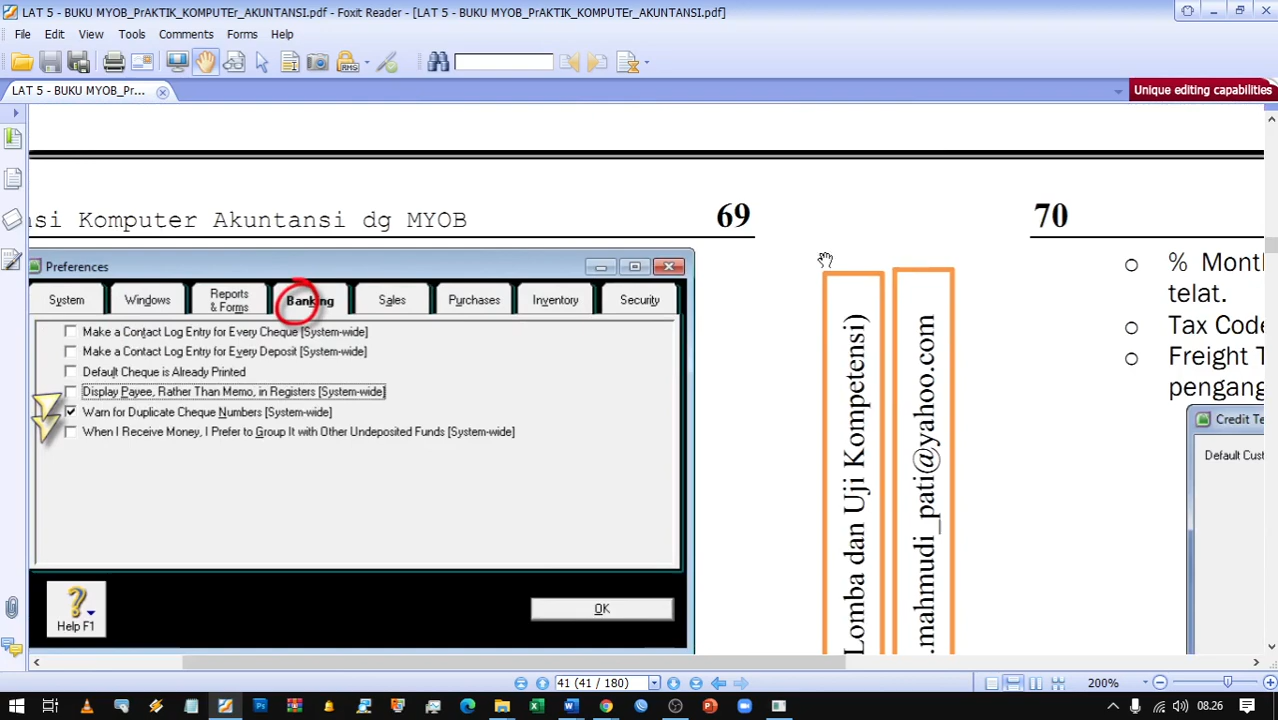 LAT 5 - BUKU MYOB_PrAKTIK_KOMPUTEr_AKUNTANSI.pdf - Foxit Reader - [LAT 5 - BUKU MYOB_PrAKTIK_KOMPUTEr_AKUNTANSI.pdf]
File Edit View Tools Comments Forms Help
RMS
LAT 5 - BUKU MYOB_Pr...
Unique editing capabilities
nsi Komputer Akuntansi dg MYOB 69
Preferences
System Windows Reports & Forms Banking Sales Purchases Inventory Security
Make a Contact Log Entry for Every Cheque [System-wide]
Make a Contact Log Entry for Every Deposit [System-wide]
Default Cheque is Already Printed
Display Payee, Rather Than Memo, in Registers [System-wide]
Warn for Duplicate Cheque Numbers [System-wide]
When I Receive Money, I Prefer to Group It with Other Undeposited Funds [System-wide]
Help F1
OK
Lomba dan Uji Kompetensi)
.mahmudi_pati@yahoo.com
70
% Montl
telat.
Tax Code
Freight T
pengang
Credit Te
Default Cust
41 (41 / 180)
200%
08.26